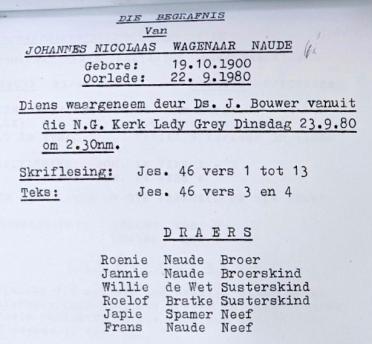 DIE BEGRAFNIS
Van
JOHANNES NICOLAAS WAGENAAR NAUDE
Gebore: 19.10.1900
Oorlede: 22. 9.1980
Diens waargeneem deur Ds. J. Bouwer vanuit
die N.G. Kerk Lady Grey Dinsdag 23.9.80
om 2.30nm.
Skriflesing: Jes. 46 vers 1 tot 13
Teks: Jes. 46 vers 3 en 4
DRAERS
Roenie Naude Broer
Jannie Naude Broerskind
Willie de Wet Susterskind
Roelof Bratke Susterskind
Japie Spamer Neef
Frans Naude Neef